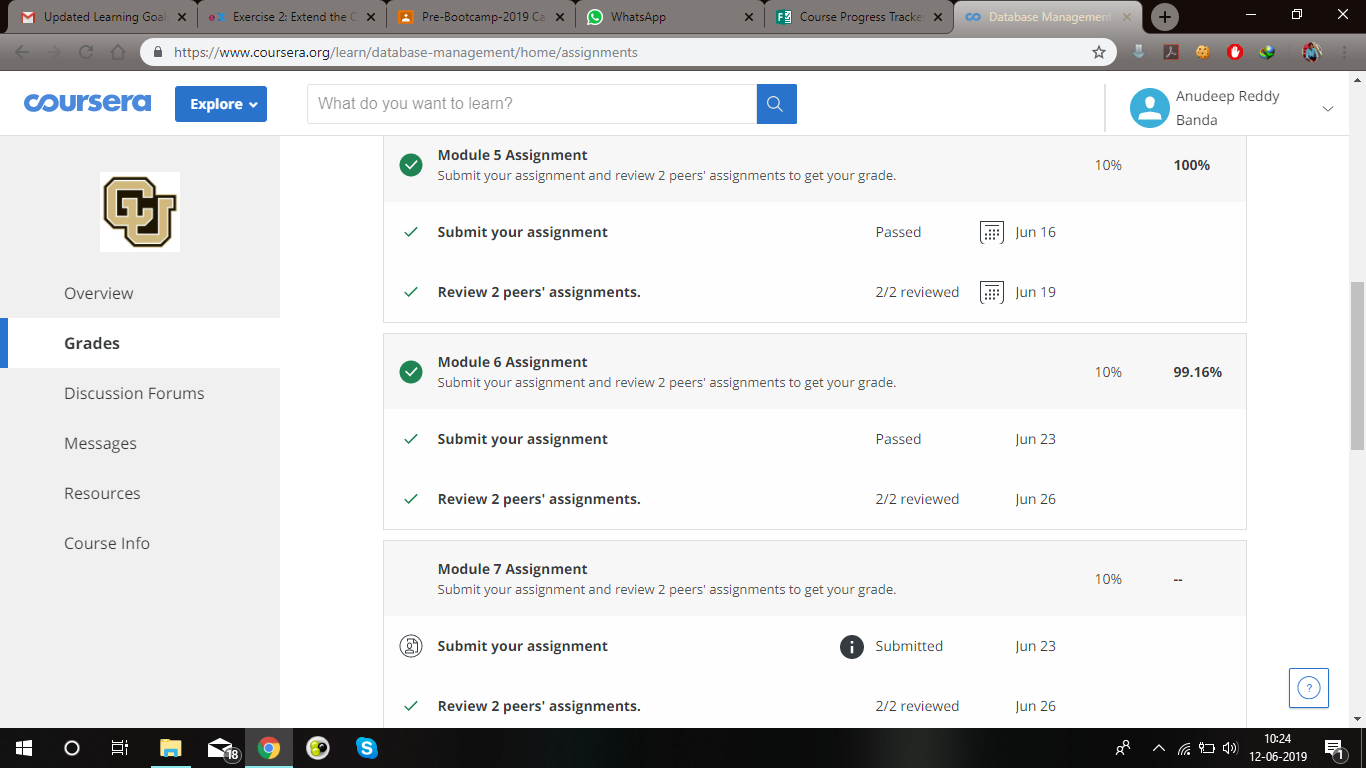 Updated Learning Goal
Exercise 2: Extend the C
Pre-Bootcamp-2019 Ca
WhatsApp
Course Progress Tracke
Database Management
https://www.coursera.org/learn/database-management/home/assignments
coursera
Explore
What do you want to learn?
Anudeep Reddy
Banda
CU
Overview
Grades
Discussion Forums
Messages
Resources
Course Info
Module 5 Assignment
Submit your assignment and review 2 peers' assignments to get your grade.
10%
100%
Submit your assignment
Passed
Jun 16
Review 2 peers' assignments.
2/2 reviewed
Jun 19
Module 6 Assignment
Submit your assignment and review 2 peers' assignments to get your grade.
10%
99.16%
Submit your assignment
Passed
Jun 23
Review 2 peers' assignments.
2/2 reviewed
Jun 26
Module 7 Assignment
Submit your assignment and review 2 peers' assignments to get your grade.
10%
--
Submit your assignment
Submitted
Jun 23
Review 2 peers' assignments.
2/2 reviewed
Jun 26
?
18
10:24
12-06-2019
1